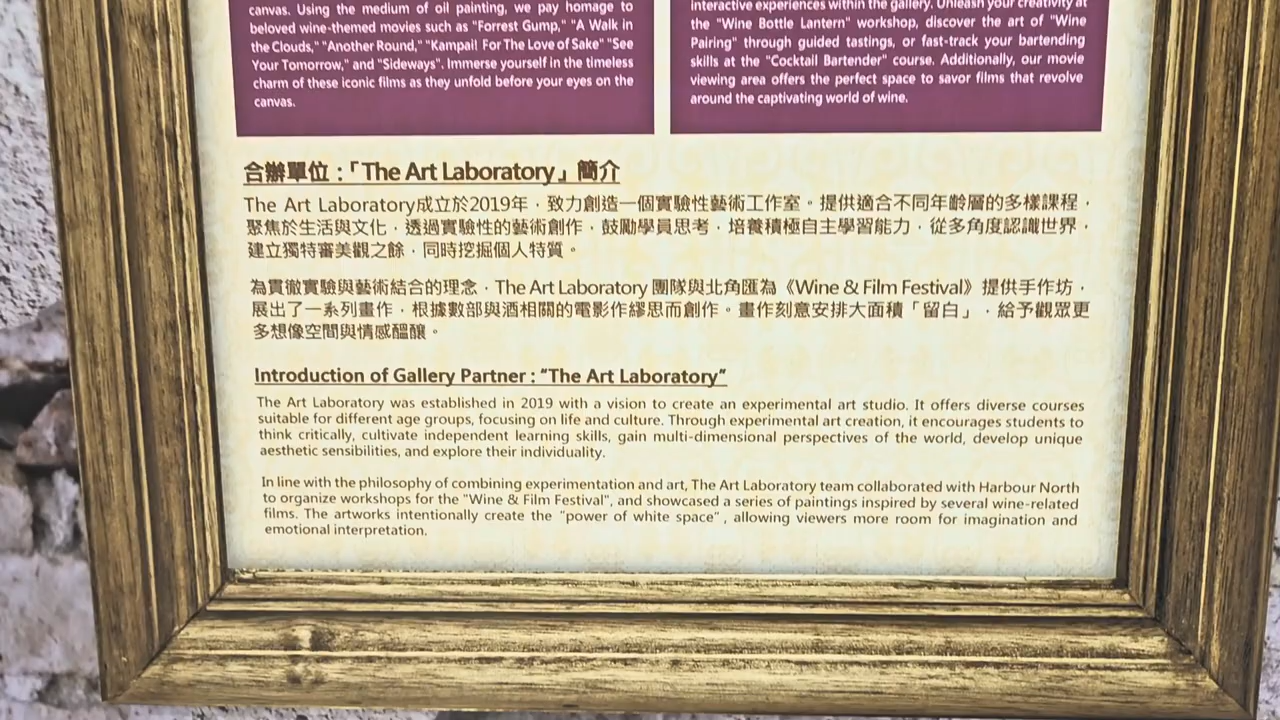 canvas. Using the medium of oil painting, we pay homage to
beloved wine-themed movies such as "Forrest Gump," "A Walk in
the Clouds," "Another Round," "Kampai! For The Love of Sake" "See
Your Tomorrow," and "Sideways". Immerse yourself in the timeless
charm of these iconic films as they unfold before your eyes on the
canvas.
interactive experiences within the gallery. Unleash your creativity at
the "Wine Bottle Lantern" workshop, discover the art of "Wine
Pairing" through guided tastings, or fast-track your bartending
skills at the "Cocktail Bartender" course. Additionally, our movie
viewing area offers the perfect space to savor films that revolve
around the captivating world of wine.
合辦單位：「The Art Laboratory」簡介
The Art Laboratory成立於2019年，致力創造一個實驗性藝術工作室。提供適合不同年齡層的多樣課程，
聚焦於生活與文化，透過實驗性的藝術創作，鼓勵學員思考，培養積極自主學習能力，從多角度認識世界，
建立獨特審美觀之餘，同時挖掘個人特質。
為貫徹實驗與藝術結合的理念，The Art Laboratory 團隊與北角匯為《Wine & Film Festival》提供手作坊，
展出了一系列畫作，根據數部與酒相關的電影作繆思而創作。畫作刻意安排大面積「留白」，給予觀眾更
多想像空間與情感醞釀。
Introduction of Gallery Partner : “The Art Laboratory”
The Art Laboratory was established in 2019 with a vision to create an experimental art studio. It offers diverse courses
suitable for different age groups, focusing on life and culture. Through experimental art creation, it encourages students to
think critically, cultivate independent learning skills, gain multi-dimensional perspectives of the world, develop unique
aesthetic sensibilities, and explore their individuality.
In line with the philosophy of combining experimentation and art, The Art Laboratory team collaborated with Harbour North
to organize workshops for the "Wine & Film Festival", and showcased a series of paintings inspired by several wine-related
films. The artworks intentionally create the “power of white space”, allowing viewers more room for imagination and
emotional interpretation.